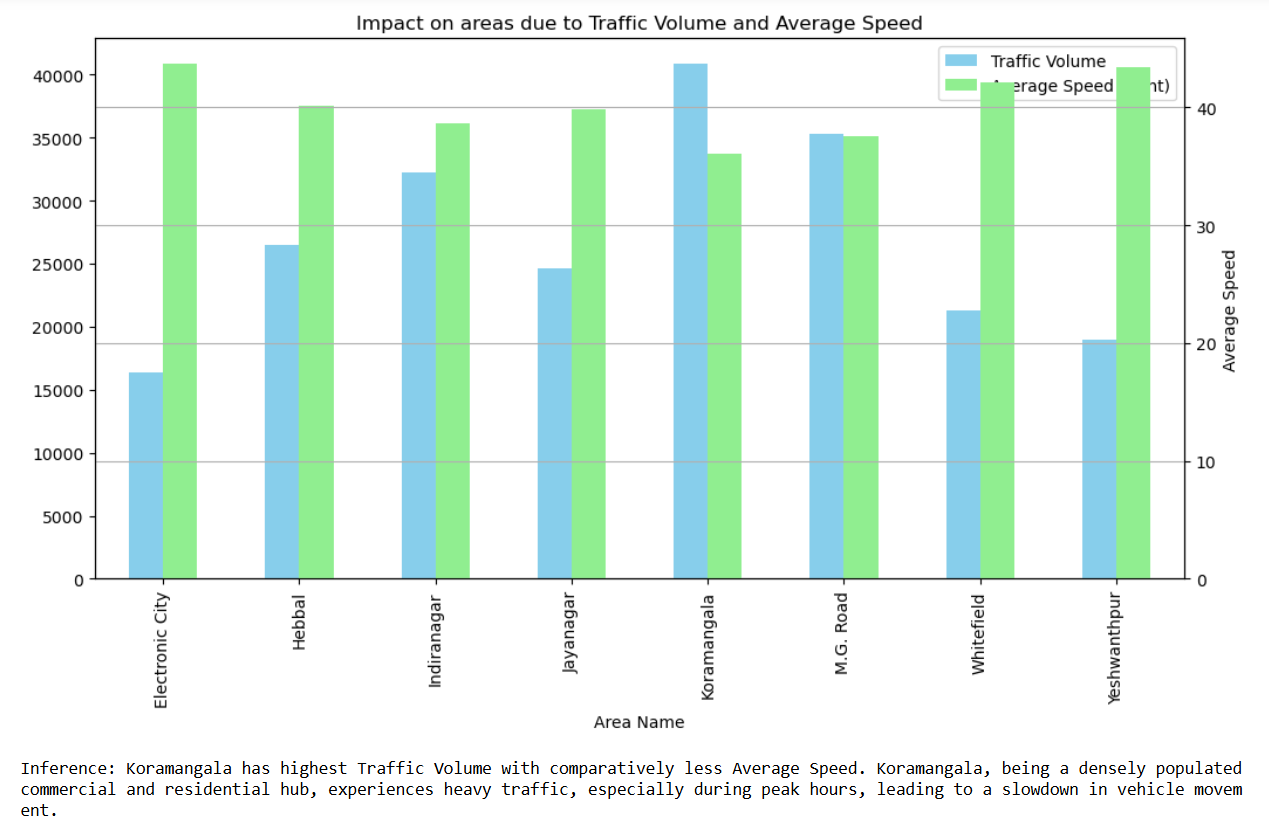 Impact on areas due to Traffic Volume and Average Speed
Traffic Volume
Speed
40000
35000
30000
25000
20000
15000
10000
5000
0
40
30
20
10
0
Average Speed
Electronic City
Hebbal
Indiranagar
Jayanagar
Koramangala
M.G. Road
Whitefield
Yeshwanthpur
Area Name
Inference: Koramangala has highest Traffic Volume with comparatively less Average Speed. Koramangala, being a densely populated
commercial and residential hub, experiences heavy traffic, especially during peak hours, leading to a slowdown in vehicle movem
ent.